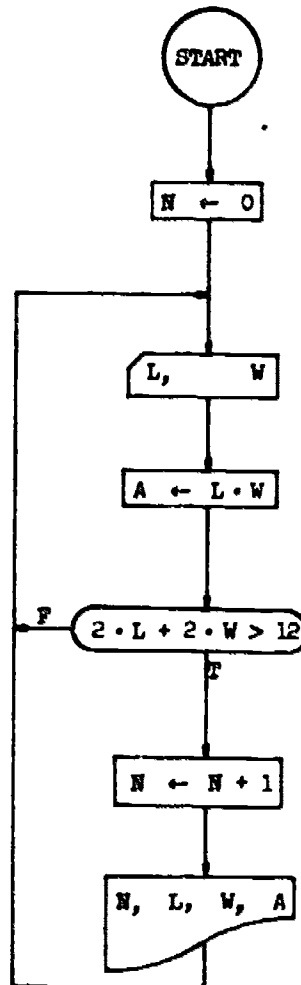 START
N ← 0
L, W
A ← L · W
F
2 · L + 2 · W > 12
T
N ← N + 1
N, L, W, A